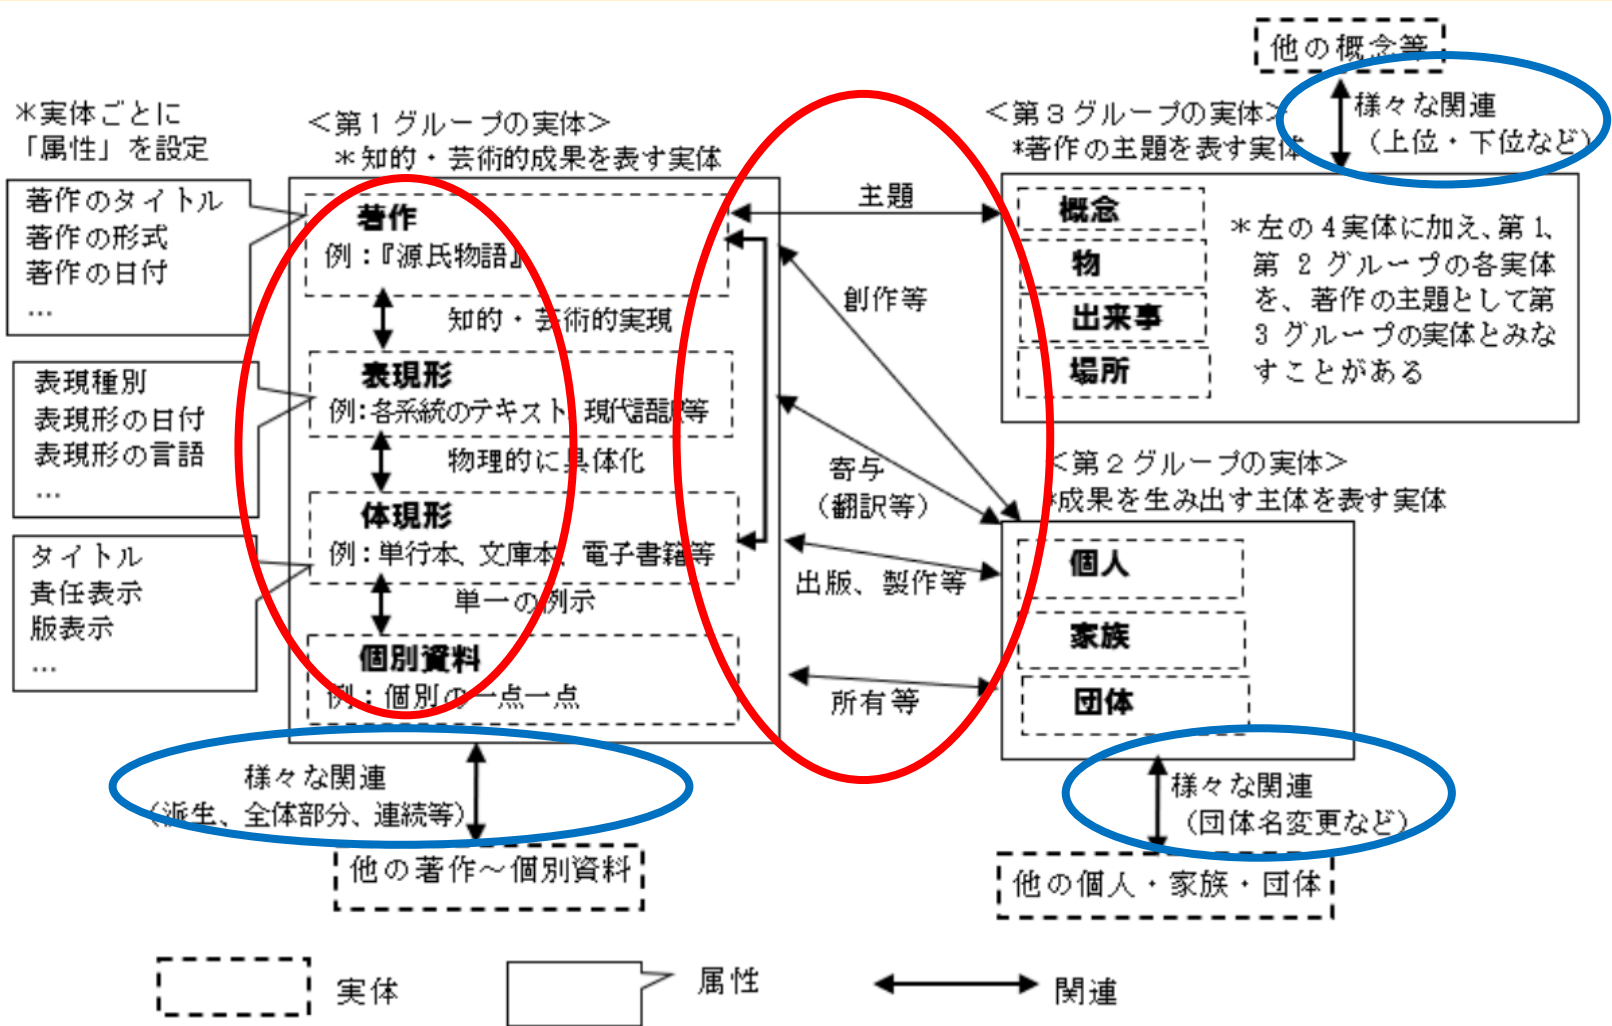 他の概念等
様々な関連
（上位・下位など）
＊実体ごとに
「属性」を設定
＜第１グループの実体＞
＊知的・芸術的成果を表す実体
＜第３グループの実体＞
*著作の主題を表す実体
著作のタイトル
著作の形式
著作の日付
…
著作
例：『源氏物語』
知的・芸術的実現
表現種別
表現形の日付
表現形の言語
…
表現形
例：各系統のテキスト、現代語訳等
物理的に具体化
タイトル
責任表示
版表示
…
体現形
例：単行本、文庫本、電子書籍等
単一の例示
個別資料
例：個別の一点一点
主題
創作等
寄与
（翻訳等）
出版、製作等
所有等
概念
物
出来事
場所
＊左の４実体に加え、第１、
第２グループの各実体
を、著作の主題として第
３グループの実体とみな
すことがある
＜第２グループの実体＞
*成果を生み出す主体を表す実体
個人
家族
団体
様々な関連
（派生、全体部分、連続等）
他の著作～個別資料
様々な関連
（団体名変更など）
他の個人・家族・団体
実体
属性
関連